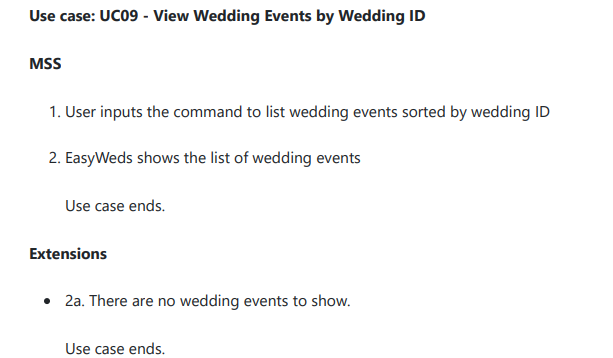 Use case: UC09 - View Wedding Events by Wedding ID
MSS
1. User inputs the command to list wedding events sorted by wedding ID
2. EasyWeds shows the list of wedding events
Use case ends.
Extensions
• 2a. There are no wedding events to show.
Use case ends.